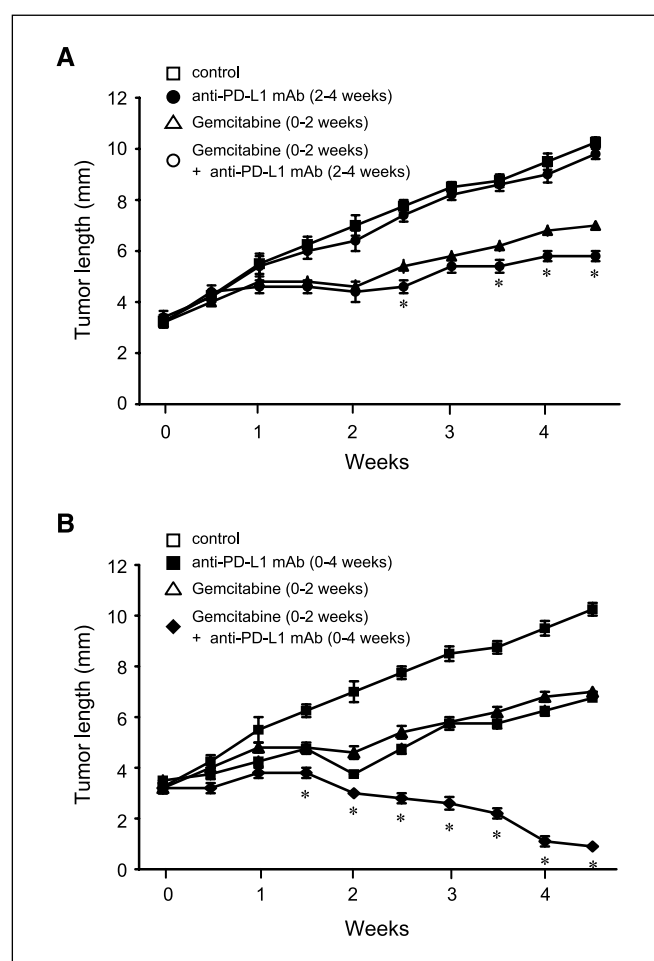 A
control
anti-PD-L1 mAb (2-4 weeks)
Gemcitabine (0-2 weeks)
Gemcitabine (0-2 weeks)
+ anti-PD-L1 mAb (2-4 weeks)
12
10
8
6
4
2
0
Tumor length (mm)
* * * *
0 1 2 3 4
Weeks
B
control
anti-PD-L1 mAb (0-4 weeks)
Gemcitabine (0-2 weeks)
Gemcitabine (0-2 weeks)
+ anti-PD-L1 mAb (0-4 weeks)
12
10
8
6
4
2
0
Tumor length (mm)
* * * * * * *
0 1 2 3 4
Weeks